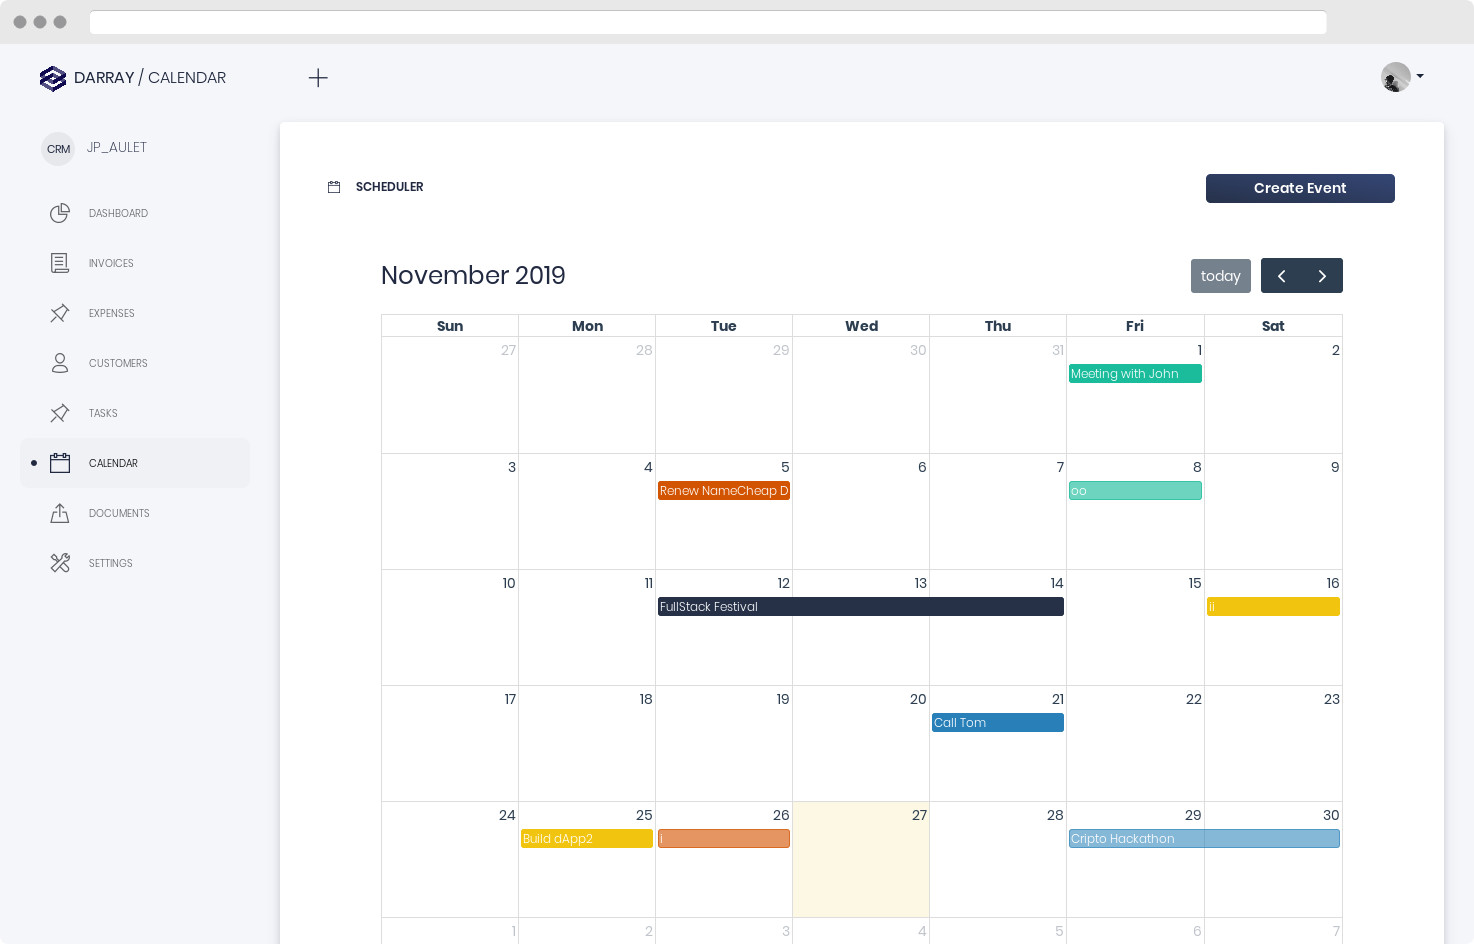 DARRAY / CALENDAR
CRM JP_AULET
DASHBOARD
INVOICES
EXPENSES
CUSTOMERS
TASKS
CALENDAR
DOCUMENTS
SETTINGS
SCHEDULER
Create Event
November 2019
today
Sun Mon Tue Wed Thu Fri Sat
27 28 29 30 31 1 2
Meeting with John
3 4 5 6 7 8 9
Renew NameCheap D oo
10 11 12 13 14 15 16
FullStack Festival ii
17 18 19 20 21 22 23
Call Tom
24 25 26 27 28 29 30
Build dApp2 i Cripto Hackathon
1 2 3 4 5 6 7